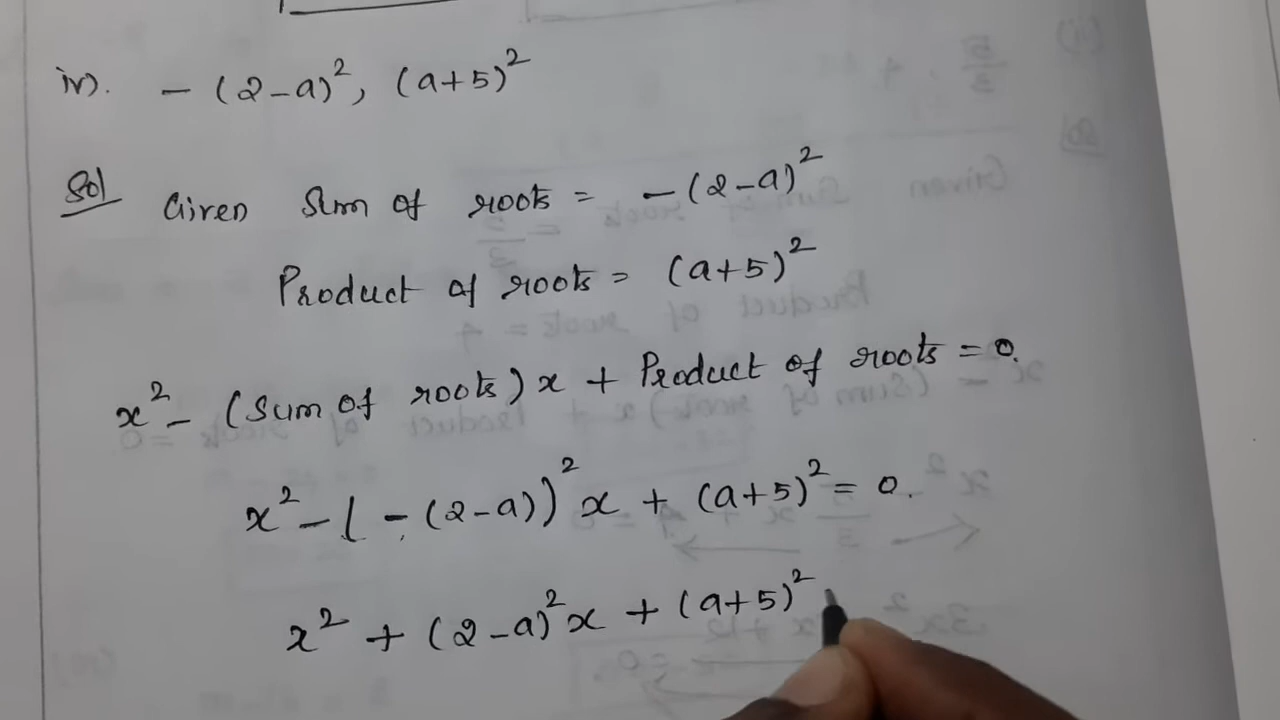 iv). - (2-a)², (a+5)²
Sol Given Sum of roots = -(2-a)²
Product of roots = (a+5)²
x² - (Sum of roots) x + Product of roots = 0.
x² - ( - (2-a))² x + (a+5)² = 0.
x² + (2-a)² x + (a+5)²